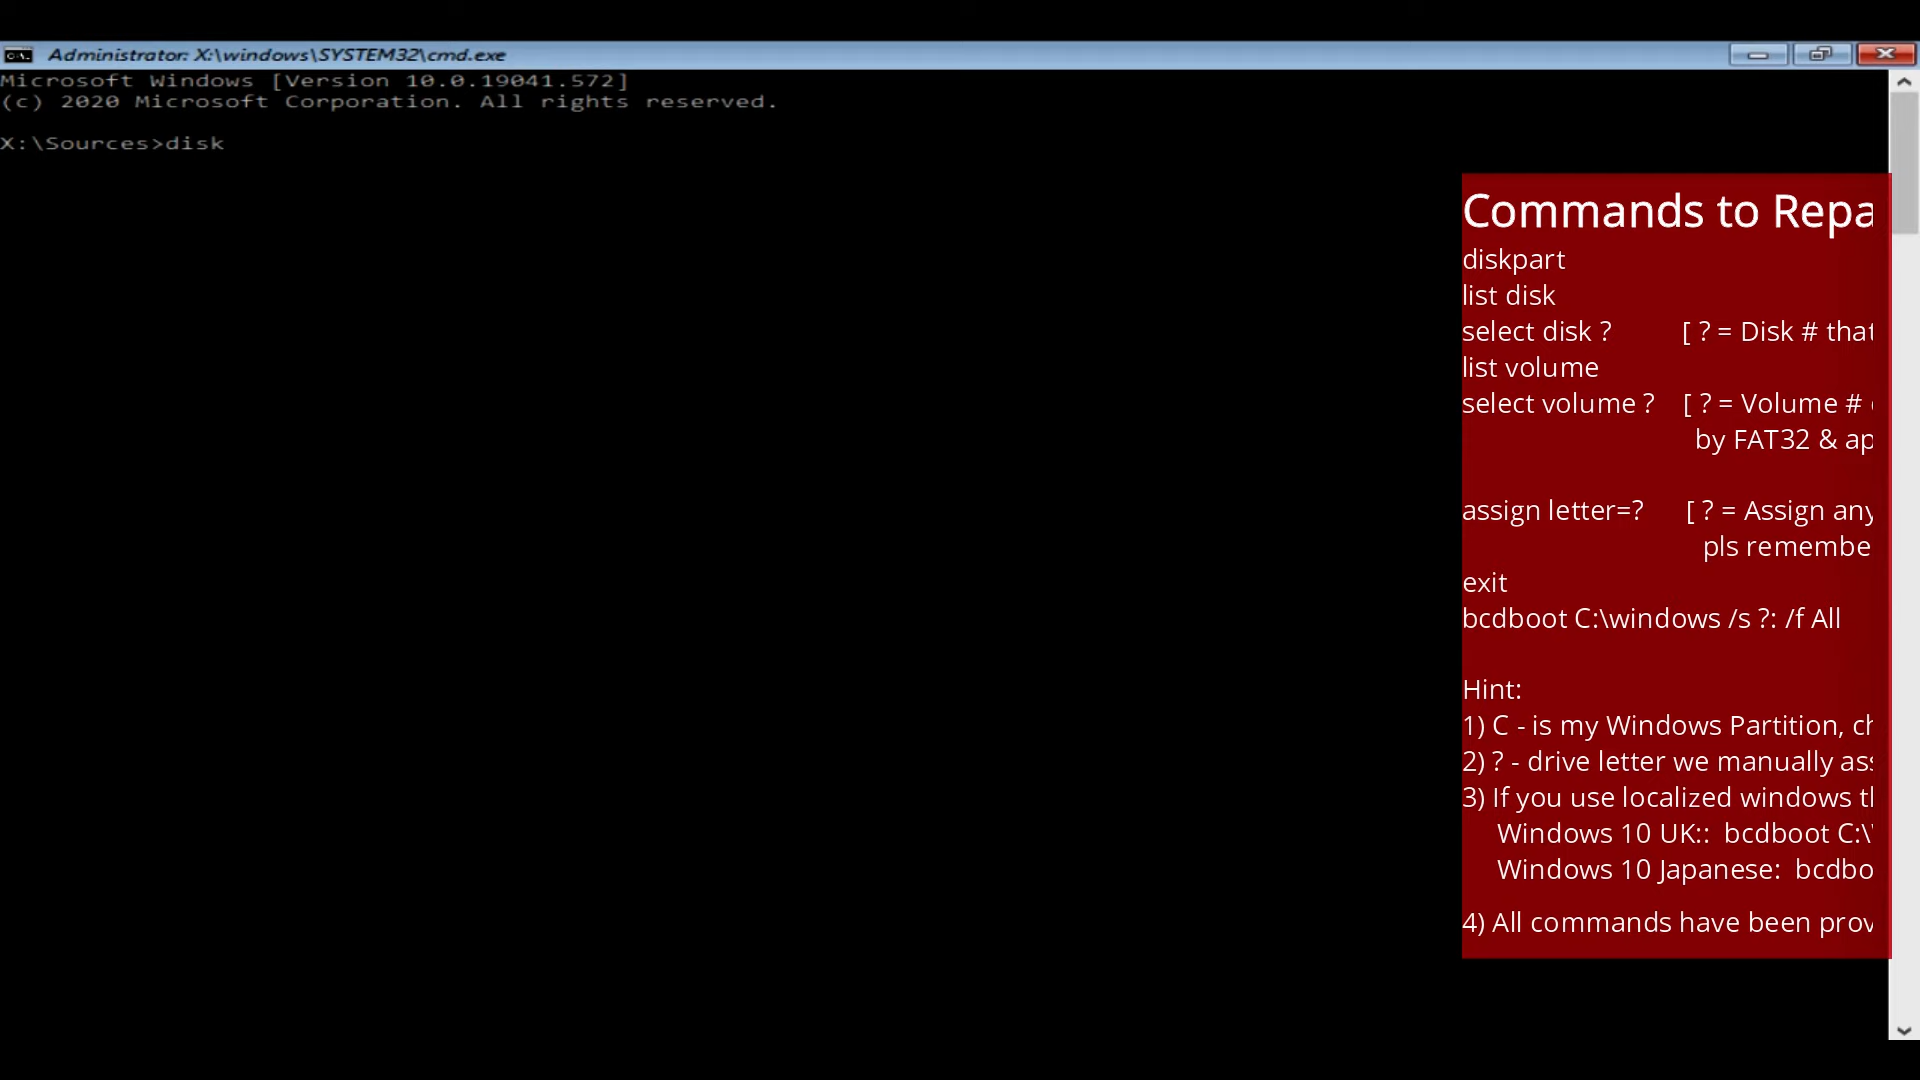 Administrator: X:\windows\SYSTEM32\cmd.exe
Microsoft Windows [Version 10.0.19041.572]
(c) 2020 Microsoft Corporation. All rights reserved.
X:\Sources>disk
Commands to Repa
diskpart
list disk
select disk ? [ ? = Disk # that
list volume
select volume ? [ ? = Volume #
by FAT32 & ap
assign letter=? [ ? = Assign any
pls remembe
exit
bcdboot C:\windows /s ?: /f All
Hint:
1) C - is my Windows Partition, ch
2) ? - drive letter we manually ass
3) If you use localized windows th
Windows 10 UK:: bcdboot C:\
Windows 10 Japanese: bcdbo
4) All commands have been prov